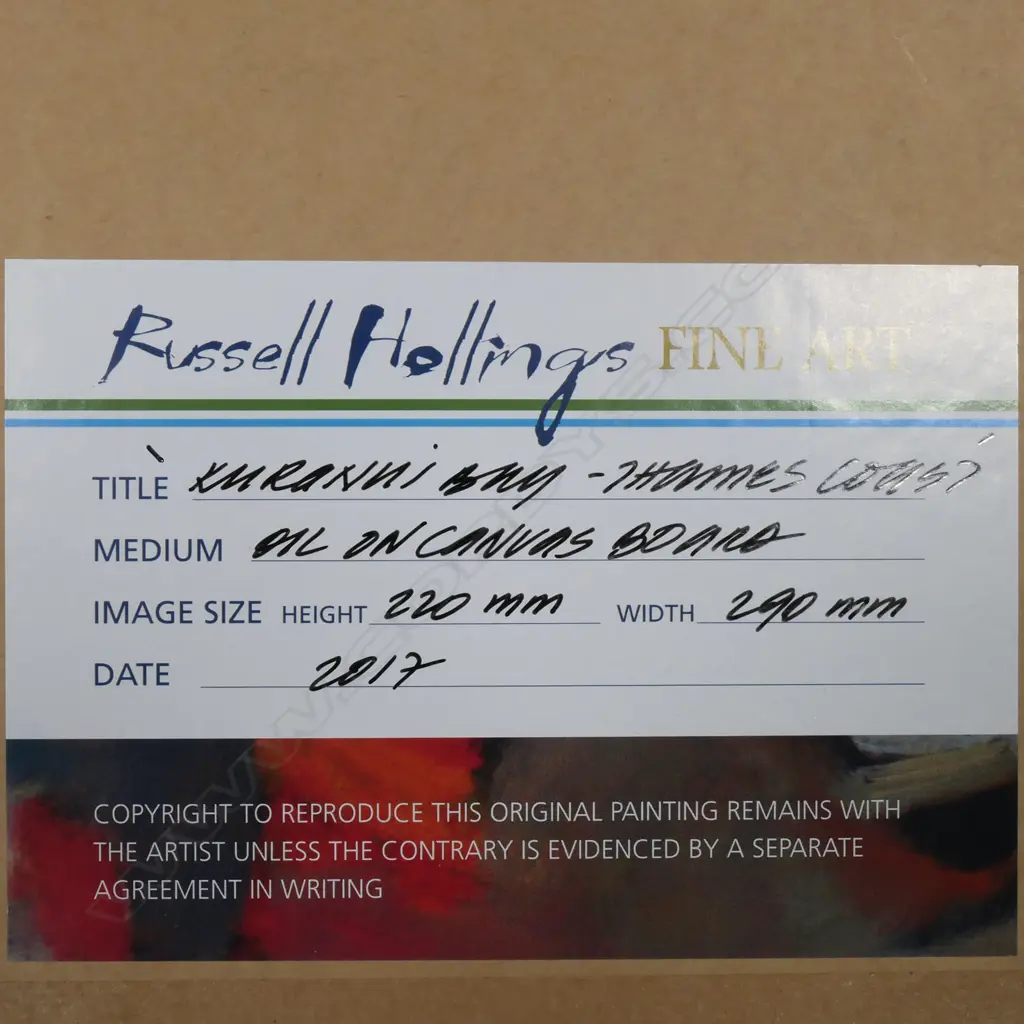 Russell Hollings FINE ART
TITLE 'KURANUI BAY - THAMES COAST'
MEDIUM OIL ON CANVAS BOARD
IMAGE SIZE HEIGHT 220 mm WIDTH 290 mm
DATE 2017
COPYRIGHT TO REPRODUCE THIS ORIGINAL PAINTING REMAINS WITH
THE ARTIST UNLESS THE CONTRARY IS EVIDENCED BY A SEPARATE
AGREEMENT IN WRITING